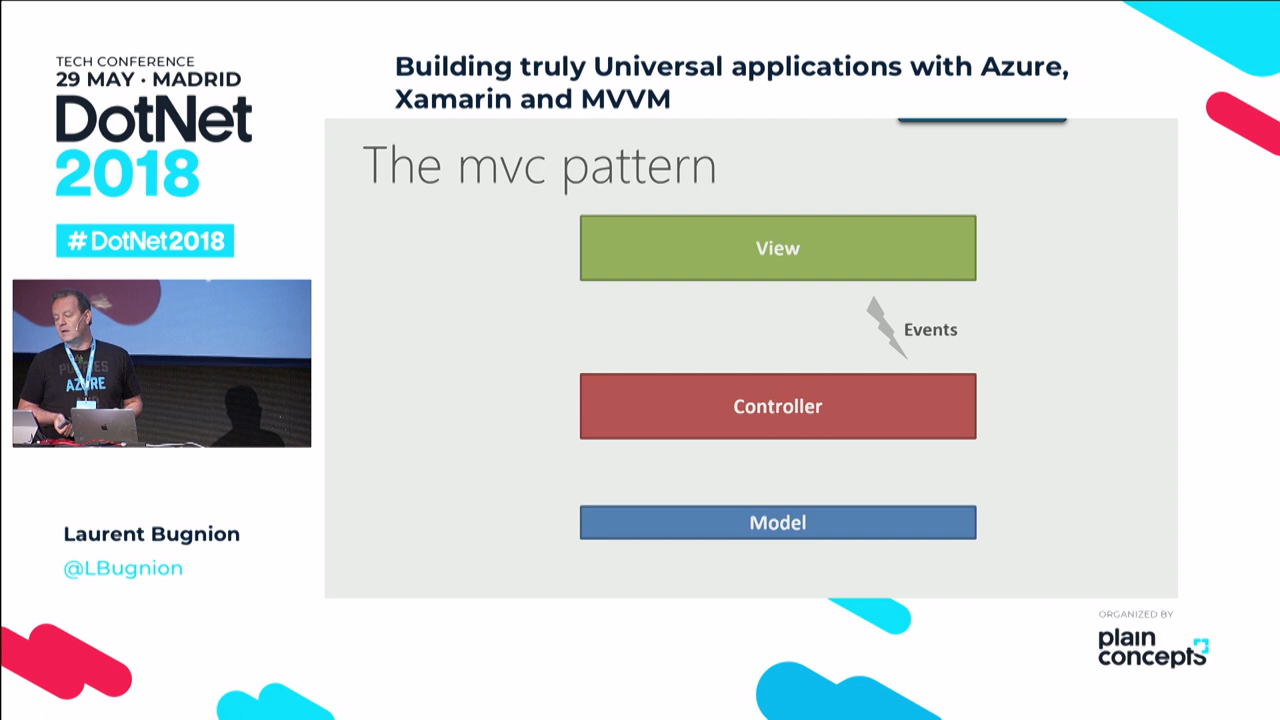 TECH CONFERENCE
29 MAY · MADRID
DotNet
2018
#DotNet2018
Building truly Universal applications with Azure,
Xamarin and MVVM
The mvc pattern
View
Events
Controller
Model
AZURE
Laurent Bugnion
@LBugnion
ORGANIZED BY
plain
concepts